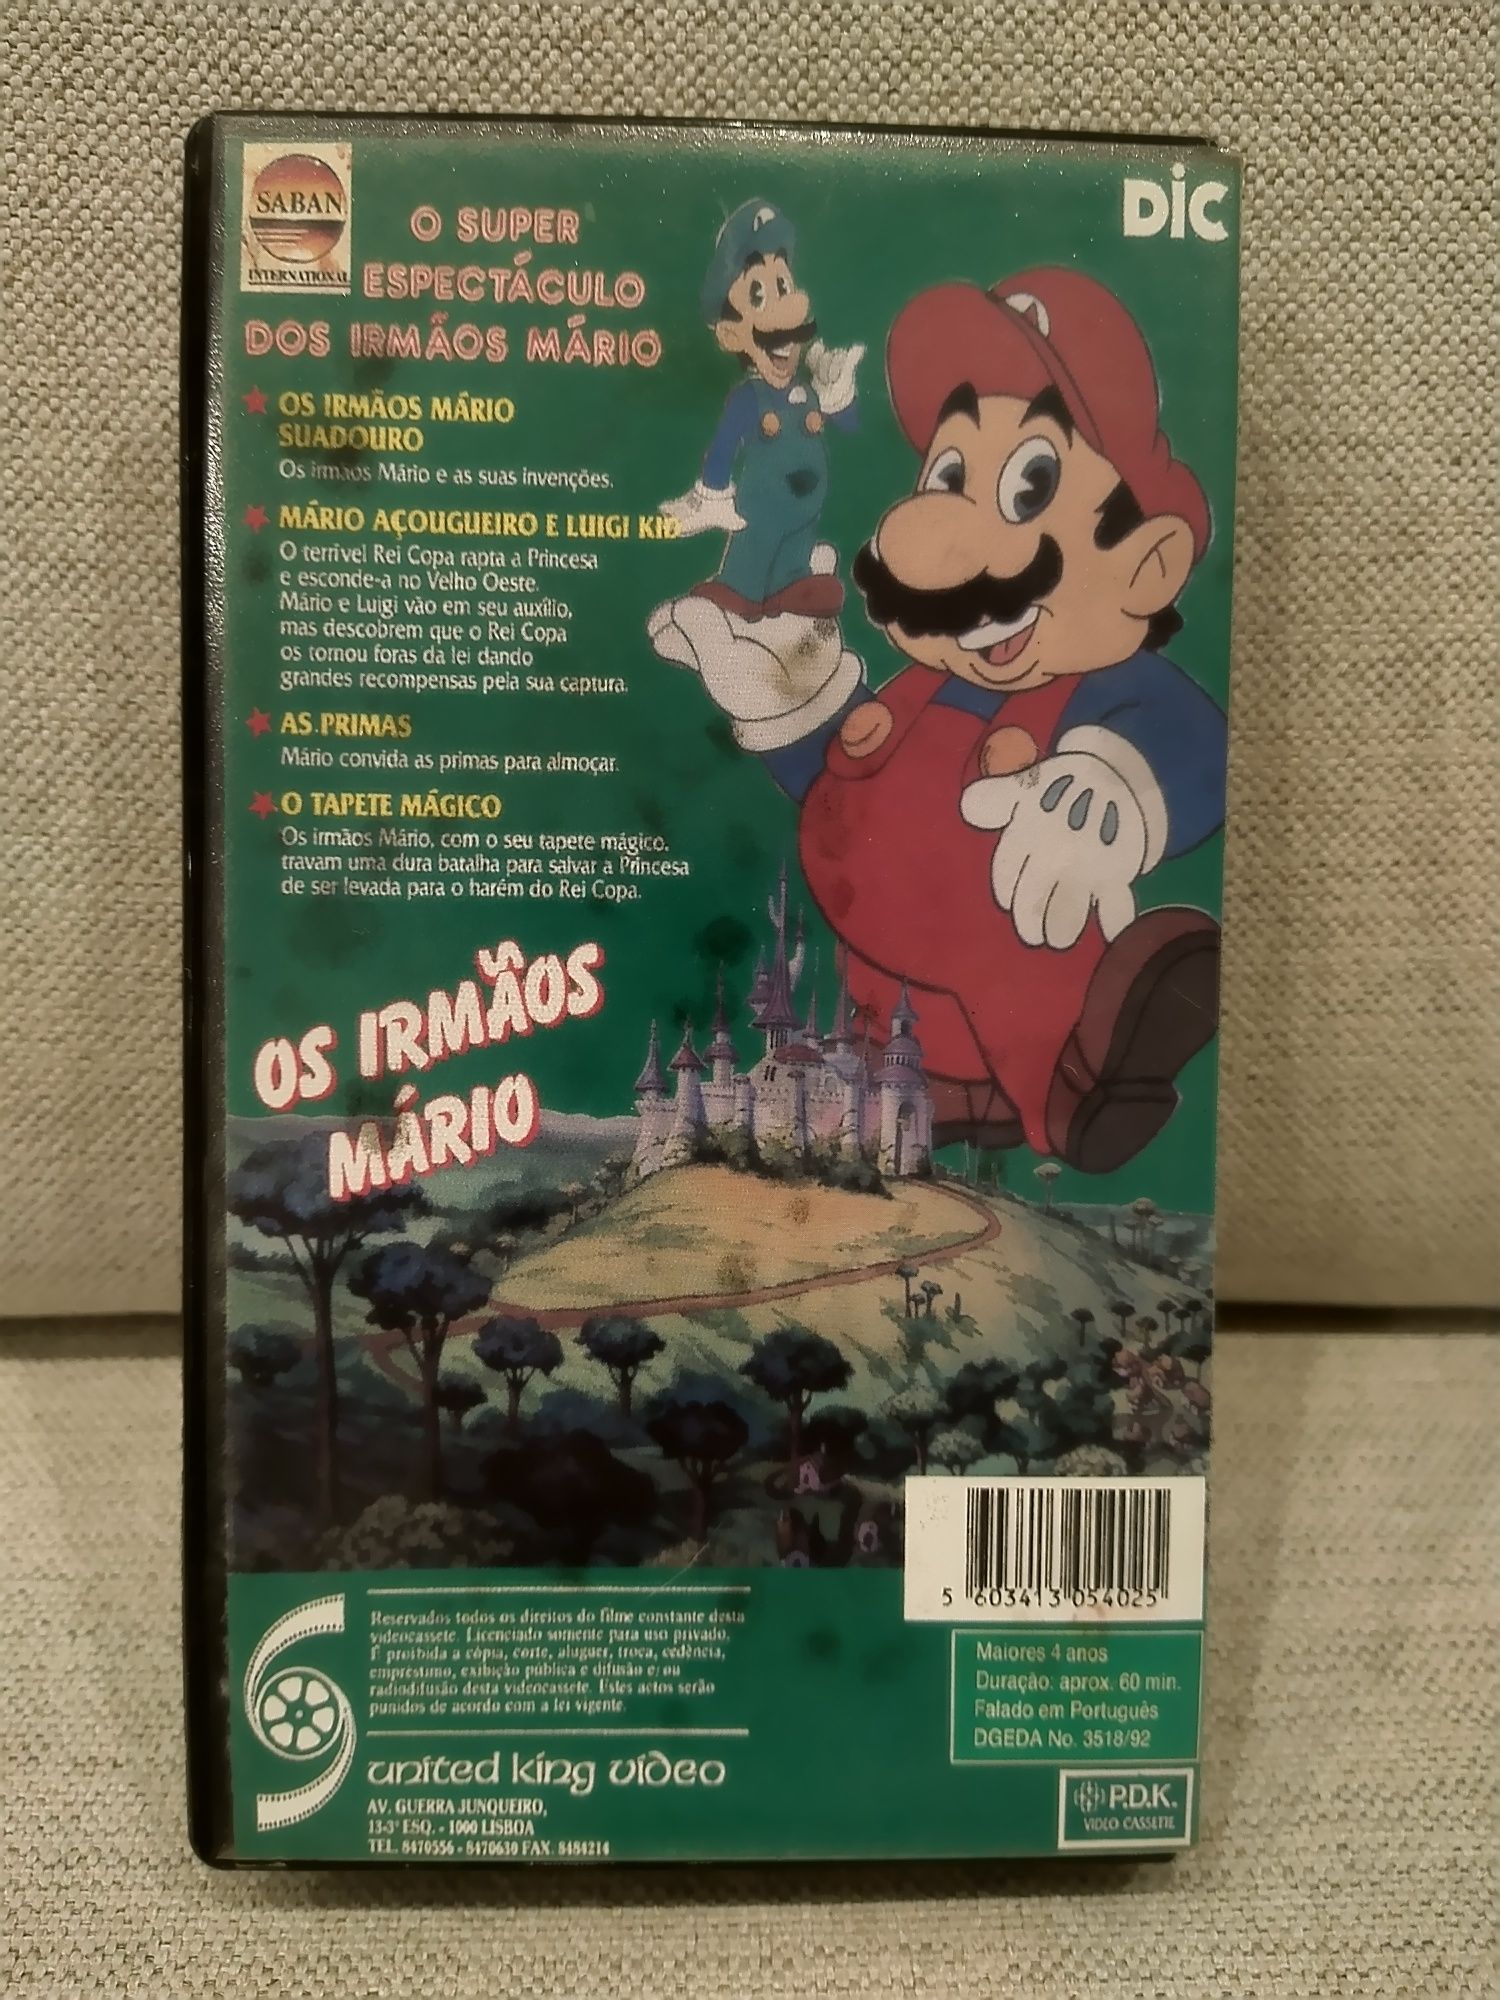 SABAN
INTERNATIONAL
DIC
O SUPER
ESPECTÁCULO
DOS IRMÃOS MÁRIO
OS IRMÃOS MÁRIO
SUADOURO
Os irmãos Mário e as suas invenções.
MÁRIO AÇOUGUEIRO E LUIGI KID
O terrível Rei Copa rapta a Princesa
e esconde-a no Velho Oeste.
Mário e Luigi vão em seu auxílio,
mas descobrem que o Rei Copa
os tornou foras da lei dando
grandes recompensas pela sua captura.
AS PRIMAS
Mário convida as primas para almoçar.
O TAPETE MÁGICO
Os irmãos Mário, com o seu tapete mágico,
travam uma dura batalha para salvar a Princesa
de ser levada para o harém do Rei Copa.
OS IRMÃOS
MÁRIO
5 603413 054025
Reservados todos os direitos do filme constante desta
videocassete. Licenciado somente para uso privado.
É proibida a cópia, corte, aluguer, troca, cedência,
empréstimo, exibição pública e difusão e/ou
radiodifusão desta videocassete. Estes actos serão
punidos de acordo com a lei vigente.
united king video
AV. GUERRA JUNQUEIRO,
13-3º ESQ. - 1000 LISBOA
TEL. 8470556 - 8470630 FAX. 8484214
Maiores 4 anos
Duração: aprox. 60 min.
Falado em Português
DGEDA No. 3518/92
P.D.K.
VIDEO CASSETE